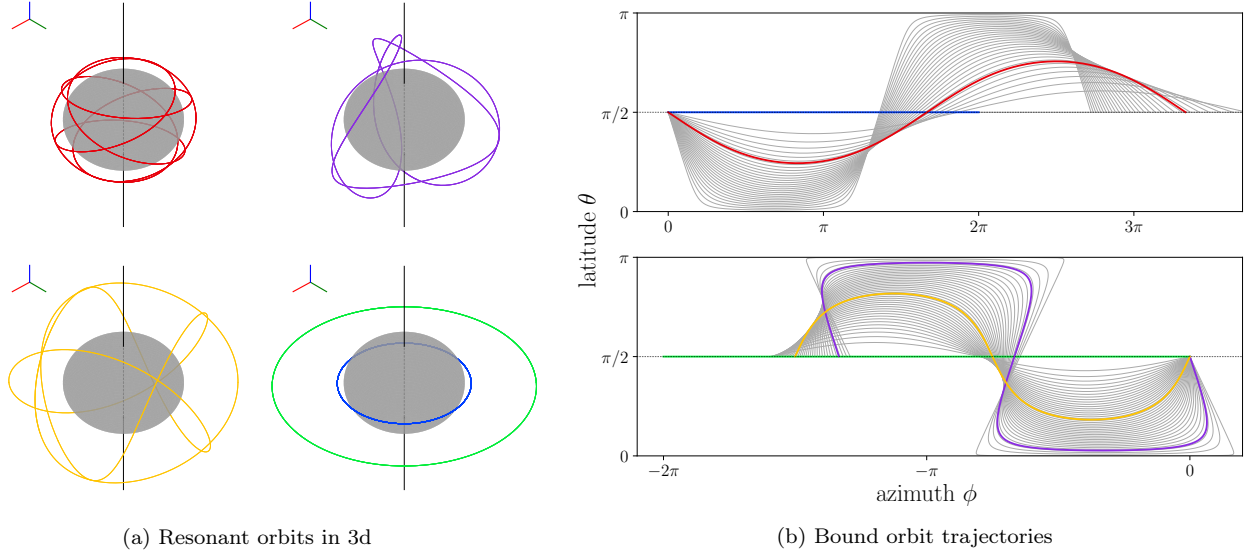 π
π/2
0
0
π
2π
3π
latitude θ
π
π/2
0
−2π
−π
0
azimuth ϕ
(a) Resonant orbits in 3d
(b) Bound orbit trajectories